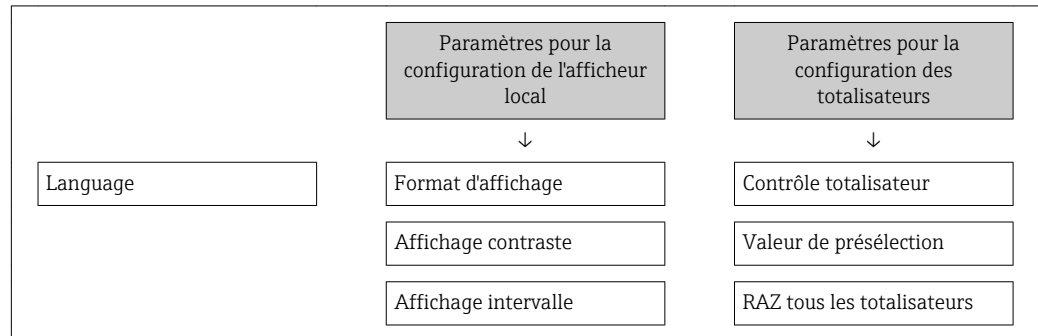 Paramètres pour la
configuration de l'afficheur
local
Paramètres pour la
configuration des
totalisateurs
↓
↓
Language
Format d'affichage
Contrôle totalisateur
Affichage contraste
Valeur de présélection
Affichage intervalle
RAZ tous les totalisateurs